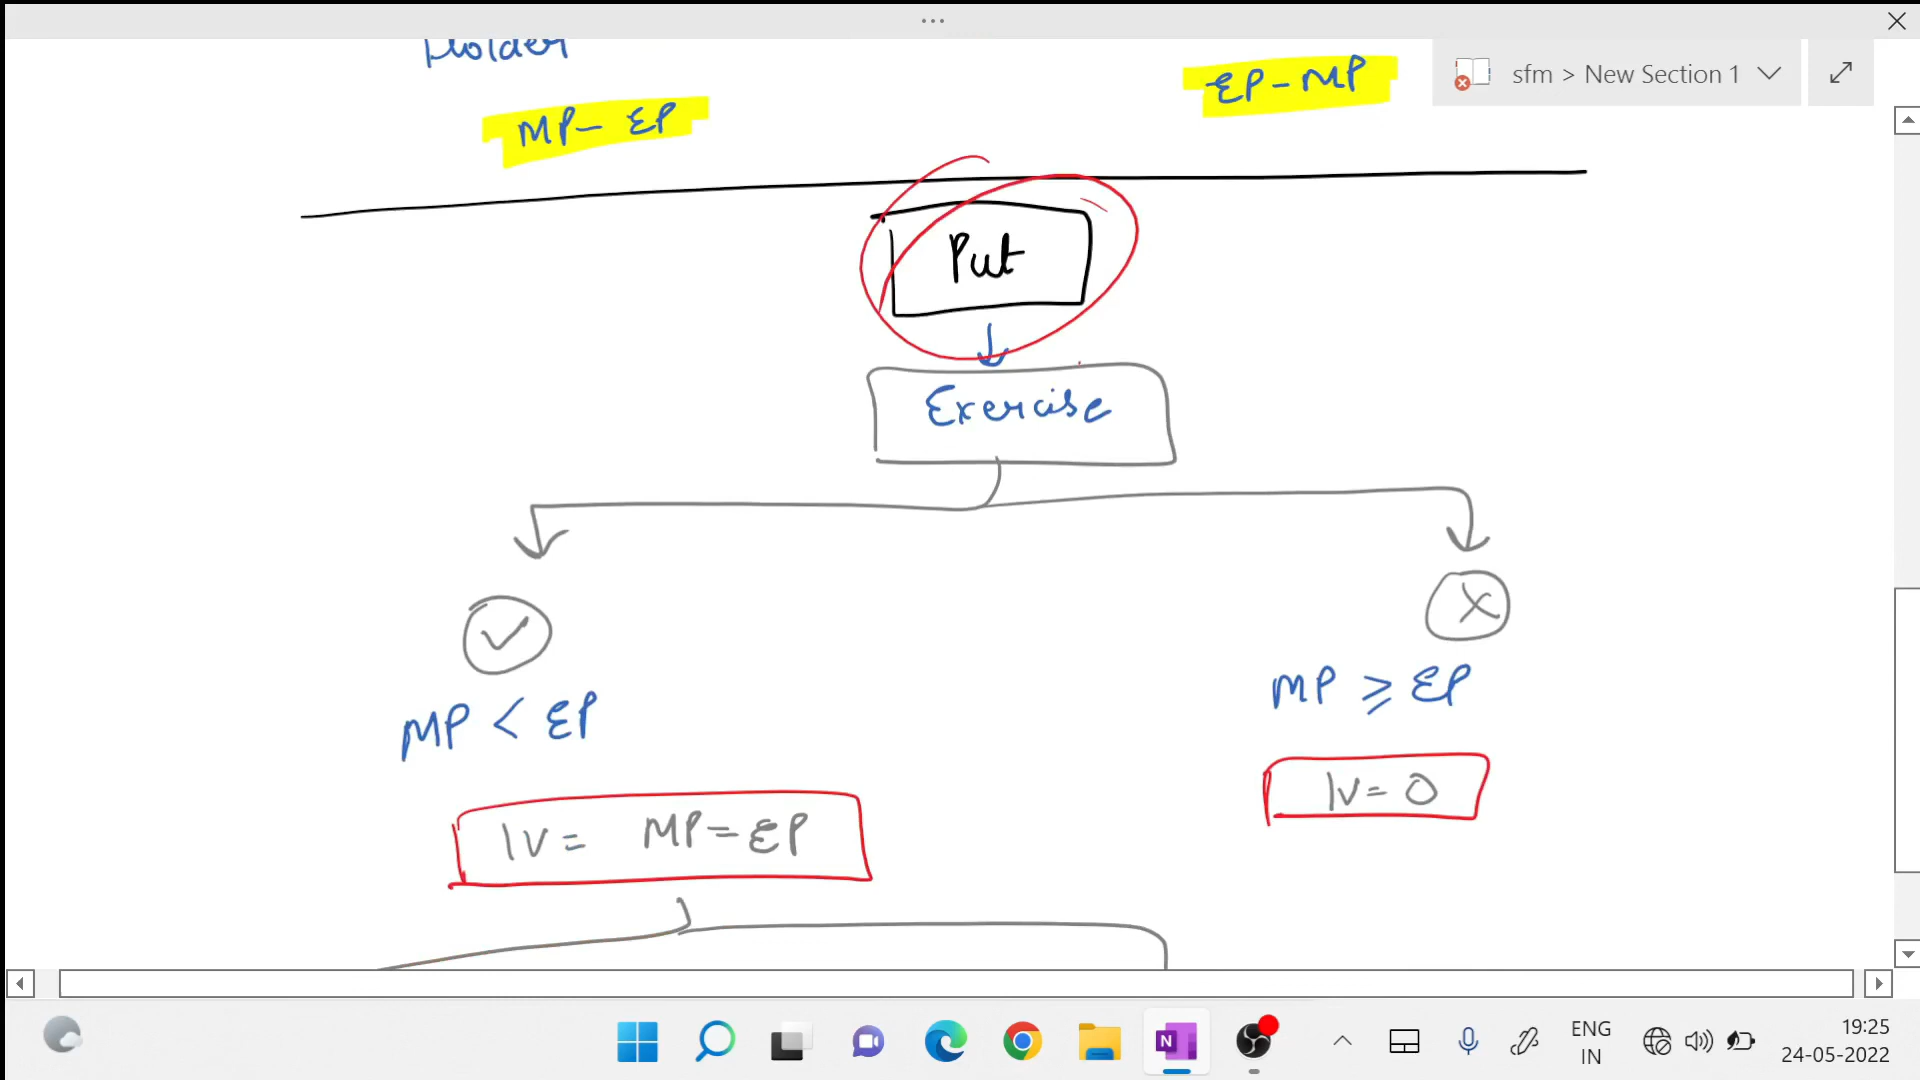 Holder
EP - MP
sfm > New Section 1
MP - EP
Put
Exercise
MP < EP
MP ≥ EP
IV = 0
IV = MP = EP
ENG
IN
19:25
24-05-2022